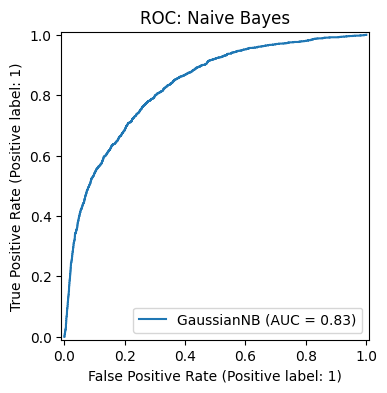 ROC: Naive Bayes
True Positive Rate (Positive label: 1)
1.0
0.8
0.6
0.4
0.2
0.0
GaussianNB (AUC = 0.83)
0.0 0.2 0.4 0.6 0.8 1.0
False Positive Rate (Positive label: 1)